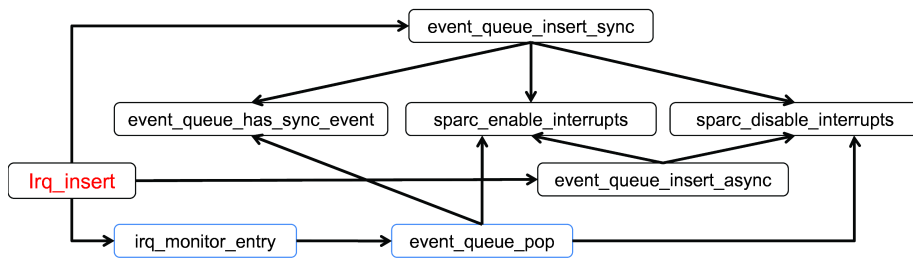 event_queue_insert_sync
event_queue_has_sync_event
sparc_enable_interrupts
sparc_disable_interrupts
Irq_insert
event_queue_insert_async
irq_monitor_entry
event_queue_pop